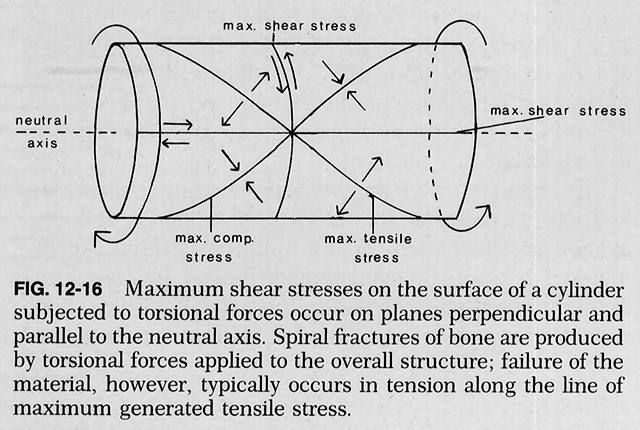 max. shear stress
max. shear stress
neutral
axis
max. comp.
stress
max. tensile
stress
FIG. 12-16 Maximum shear stresses on the surface of a cylinder
subjected to torsional forces occur on planes perpendicular and
parallel to the neutral axis. Spiral fractures of bone are produced
by torsional forces applied to the overall structure; failure of the
material, however, typically occurs in tension along the line of
maximum generated tensile stress.